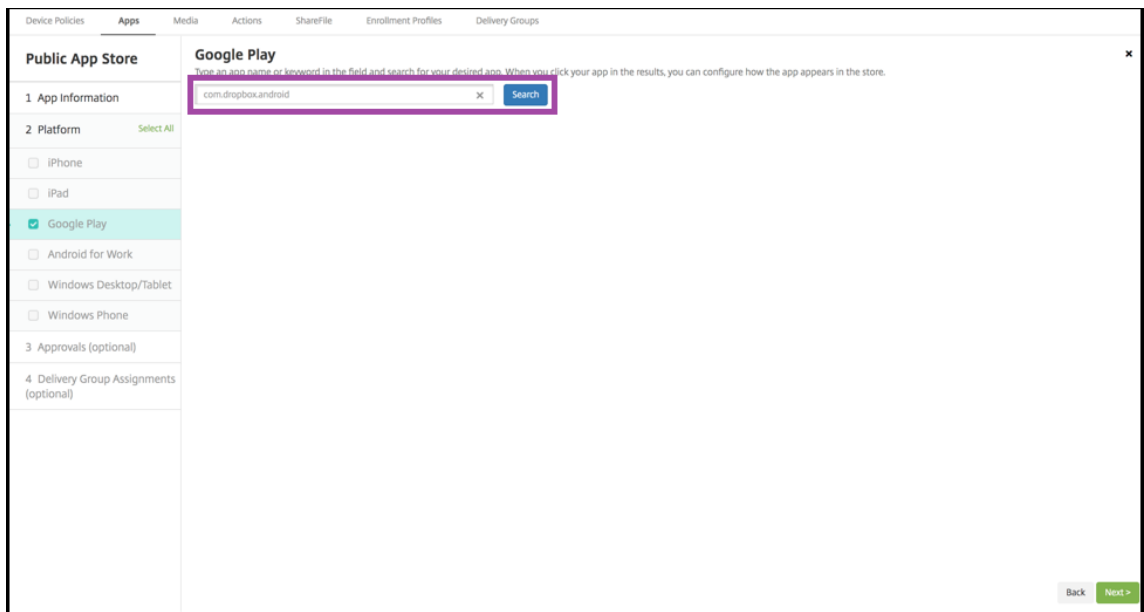 Device Policies Apps Media Actions ShareFile Enrollment Profiles Delivery Groups
Public App Store
1 App Information
2 Platform Select All
iPhone
iPad
Google Play
Android for Work
Windows Desktop/Tablet
Windows Phone
3 Approvals (optional)
4 Delivery Group Assignments
(optional)
Google Play
Type an app name or keyword in the field and search for your desired app. When you click your app in the results, you can configure how the app appears in the store.
com.dropbox.android Search
Back Next >